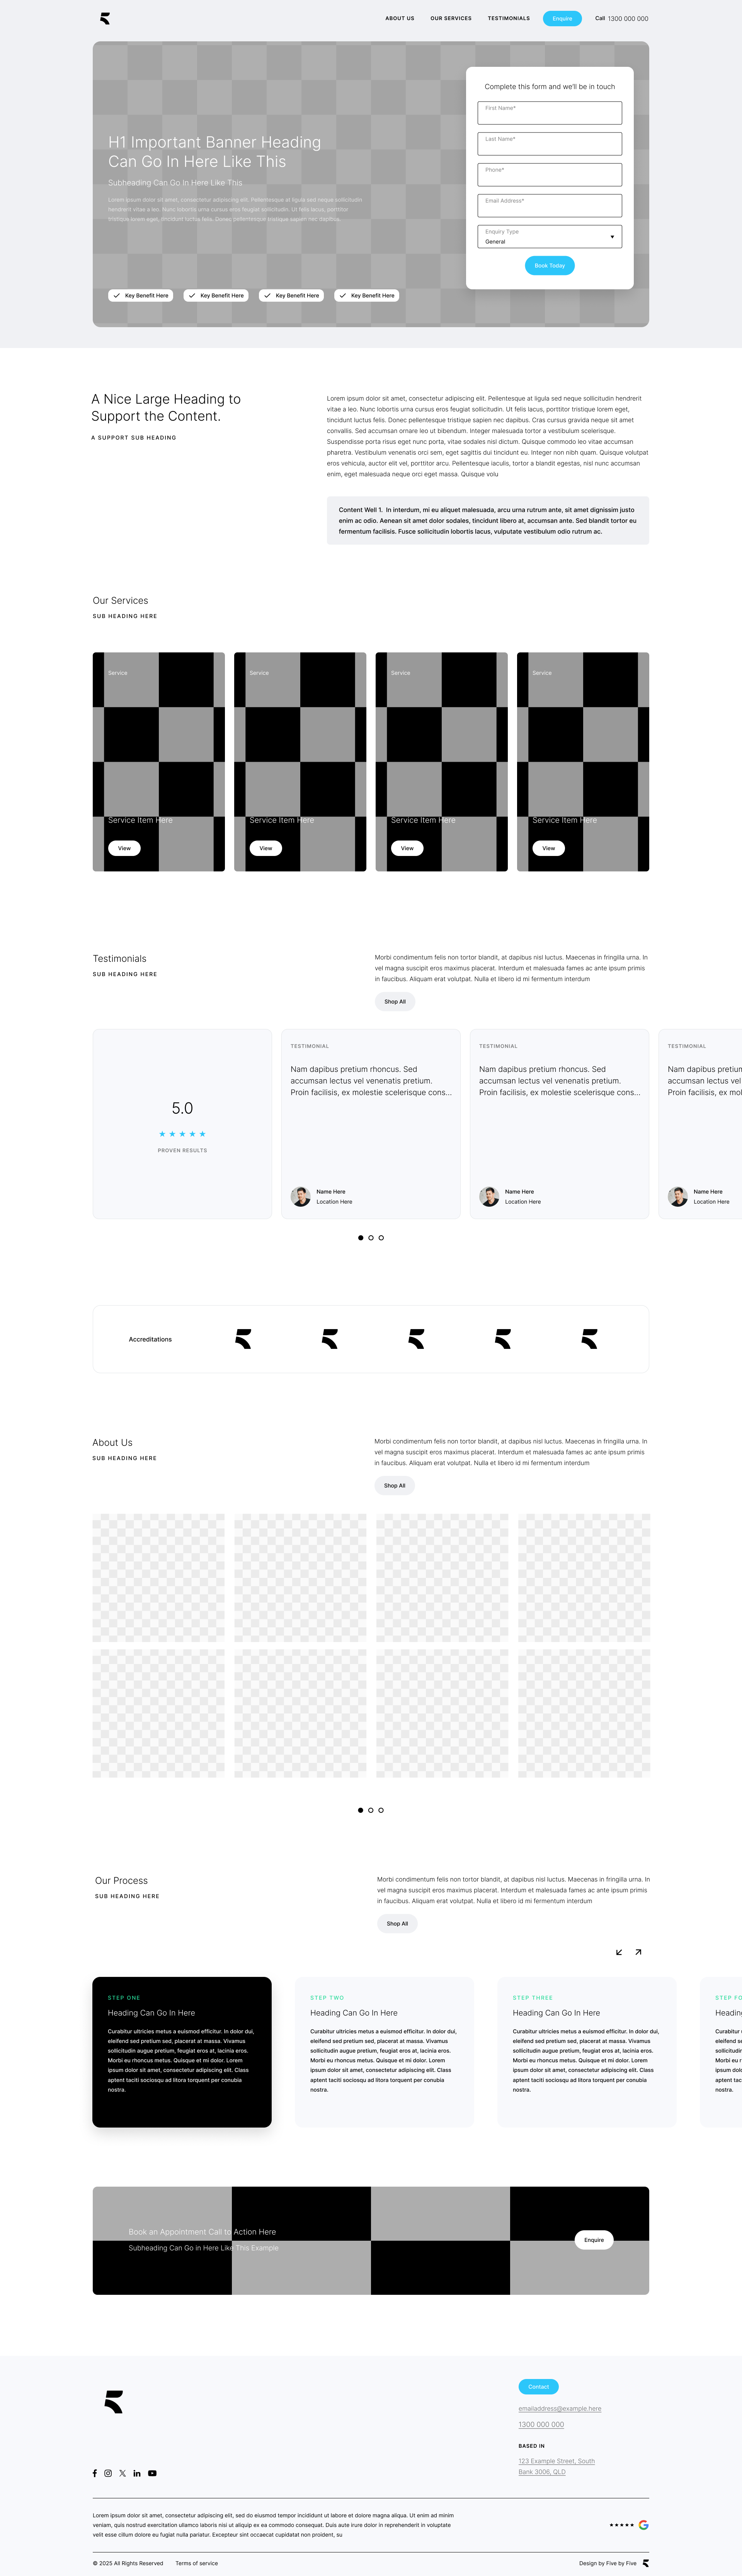 ABOUT US
OUR SERVICES
TESTIMONIALS
Enquire
Call 1300 000 000
H1 Important Banner Heading
Can Go In Here Like This
Subheading Can Go In Here Like This
Lorem ipsum dolor sit amet, consectetur adipiscing elit. Pellentesque at ligula sed neque sollicitudin
hendrerit vitae a leo. Nunc lobortis urna cursus eros feugiat sollicitudin. Ut felis lacus, porttitor
tristique lorem eget, tincidunt luctus felis. Donec pellentesque tristique sapien nec dapibus.
Key Benefit Here
Key Benefit Here
Key Benefit Here
Key Benefit Here
Complete this form and we'll be in touch
First Name*
Last Name*
Phone*
Email Address*
Enquiry Type
General
Book Today
A Nice Large Heading to
Support the Content.
A SUPPORT SUB HEADING
Lorem ipsum dolor sit amet, consectetur adipiscing elit. Pellentesque at ligula sed neque sollicitudin hendrerit
vitae a leo. Nunc lobortis urna cursus eros feugiat sollicitudin. Ut felis lacus, porttitor tristique lorem eget,
tincidunt luctus felis. Donec pellentesque tristique sapien nec dapibus. Cras cursus gravida neque sit amet
convallis. Sed accumsan ornare leo ut bibendum. Integer malesuada tortor a vestibulum scelerisque.
Suspendisse porta risus eget nunc porta, vitae sodales nisl dictum. Quisque commodo leo vitae accumsan
pharetra. Vestibulum venenatis orci sem, eget sagittis dui tincidunt eu. Integer non nibh quam. Quisque volutpat
eros vehicula, auctor elit vel, porttitor arcu. Pellentesque iaculis, tortor a blandit egestas, nisl nunc accumsan
enim, eget malesuada neque orci eget massa. Quisque volu
Content Well 1. In interdum, mi eu aliquet malesuada, arcu urna rutrum ante, sit amet dignissim justo
enim ac odio. Aenean sit amet dolor sodales, tincidunt libero at, accumsan ante. Sed blandit tortor eu
fermentum facilisis. Fusce sollicitudin lobortis lacus, vulputate vestibulum odio rutrum ac.
Our Services
SUB HEADING HERE
Service
Service
Service
Service
Service Item Here
Service Item Here
Service Item Here
Service Item Here
View
View
View
View
Testimonials
SUB HEADING HERE
Morbi condimentum felis non tortor blandit, at dapibus nisl luctus. Maecenas in fringilla urna. In
vel magna suscipit eros maximus placerat. Interdum et malesuada fames ac ante ipsum primis
in faucibus. Aliquam erat volutpat. Nulla et libero id mi fermentum interdum
Shop All
5.0
PROVEN RESULTS
TESTIMONIAL
Nam dapibus pretium rhoncus. Sed
accumsan lectus vel venenatis pretium.
Proin facilisis, ex molestie scelerisque cons...
Name Here
Location Here
TESTIMONIAL
Nam dapibus pretium rhoncus. Sed
accumsan lectus vel venenatis pretium.
Proin facilisis, ex molestie scelerisque cons...
Name Here
Location Here
TESTIMONIAL
Nam dapibus pretium
accumsan lectus vel
Proin facilisis, ex mol
Name Here
Location Here
Accreditations
About Us
SUB HEADING HERE
Morbi condimentum felis non tortor blandit, at dapibus nisl luctus. Maecenas in fringilla urna. In
vel magna suscipit eros maximus placerat. Interdum et malesuada fames ac ante ipsum primis
in faucibus. Aliquam erat volutpat. Nulla et libero id mi fermentum interdum
Shop All
Our Process
SUB HEADING HERE
Morbi condimentum felis non tortor blandit, at dapibus nisl luctus. Maecenas in fringilla urna. In
vel magna suscipit eros maximus placerat. Interdum et malesuada fames ac ante ipsum primis
in faucibus. Aliquam erat volutpat. Nulla et libero id mi fermentum interdum
Shop All
STEP ONE
Heading Can Go In Here
Curabitur ultricies metus a euismod efficitur. In dolor dui,
eleifend sed pretium sed, placerat at massa. Vivamus
sollicitudin augue pretium, feugiat eros at, lacinia eros.
Morbi eu rhoncus metus. Quisque et mi dolor. Lorem
ipsum dolor sit amet, consectetur adipiscing elit. Class
aptent taciti sociosqu ad litora torquent per conubia
nostra.
STEP TWO
Heading Can Go In Here
Curabitur ultricies metus a euismod efficitur. In dolor dui,
eleifend sed pretium sed, placerat at massa. Vivamus
sollicitudin augue pretium, feugiat eros at, lacinia eros.
Morbi eu rhoncus metus. Quisque et mi dolor. Lorem
ipsum dolor sit amet, consectetur adipiscing elit. Class
aptent taciti sociosqu ad litora torquent per conubia
nostra.
STEP THREE
Heading Can Go In Here
Curabitur ultricies metus a euismod efficitur. In dolor dui,
eleifend sed pretium sed, placerat at massa. Vivamus
sollicitudin augue pretium, feugiat eros at, lacinia eros.
Morbi eu rhoncus metus. Quisque et mi dolor. Lorem
ipsum dolor sit amet, consectetur adipiscing elit. Class
aptent taciti sociosqu ad litora torquent per conubia
nostra.
STEP FO
Heading
Curabitur
eleifend s
sollicitudi
Morbi eu r
ipsum dol
aptent tac
nostra.
Book an Appointment Call to Action Here
Subheading Can Go in Here Like This Example
Enquire
Contact
emailaddress@example.here
1300 000 000
BASED IN
123 Example Street, South
Bank 3006, QLD
Lorem ipsum dolor sit amet, consectetur adipiscing elit, sed do eiusmod tempor incididunt ut labore et dolore magna aliqua. Ut enim ad minim
veniam, quis nostrud exercitation ullamco laboris nisi ut aliquip ex ea commodo consequat. Duis aute irure dolor in reprehenderit in voluptate
velit esse cillum dolore eu fugiat nulla pariatur. Excepteur sint occaecat cupidatat non proident, su
© 2025 All Rights Reserved
Terms of service
Design by Five by Five